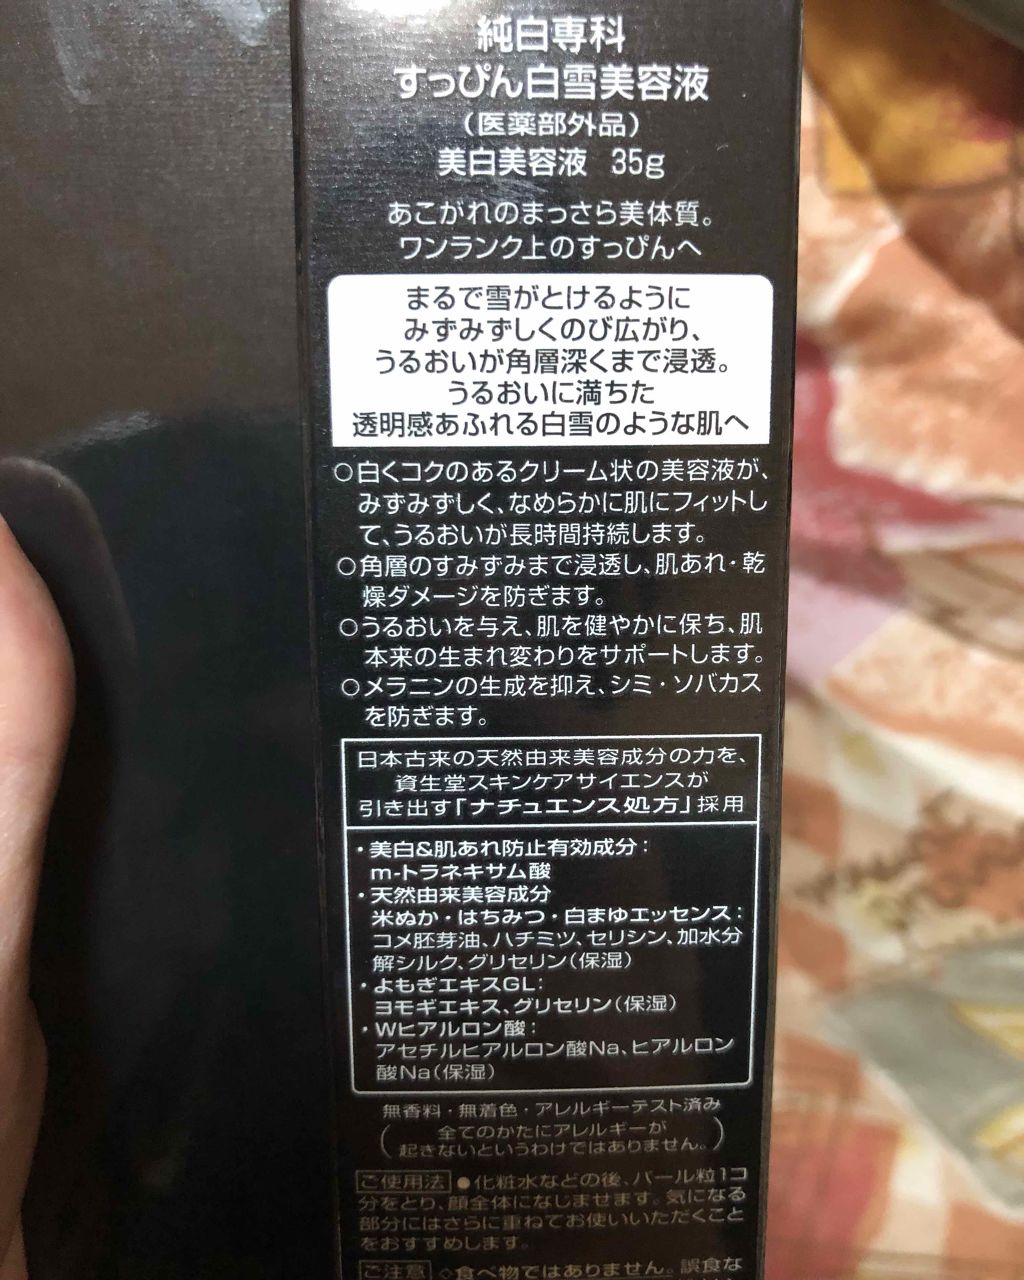 純白専科
すっぴん白雪美容液
（医薬部外品）
美白美容液 35g
あこがれのまっさら美体質。
ワンランク上のすっぴんへ
まるで雪がとけるように
みずみずしくのび広がり、
うるおいが角層深くまで浸透。
うるおいに満ちた
透明感あふれる白雪のような肌へ
○白くコクのあるクリーム状の美容液が、
みずみずしく、なめらかに肌にフィットし
て、うるおいが長時間持続します。
○角層のすみずみまで浸透し、肌あれ・乾
燥ダメージを防ぎます。
○うるおいを与え、肌を健やかに保ち、肌
本来の生まれ変わりをサポートします。
○メラニンの生成を抑え、シミ・ソバカス
を防ぎます。
日本古来の天然由来美容成分の力を、
資生堂スキンケアサイエンスが
引き出す「ナチュエンス処方」採用
・美白&肌あれ防止有効成分：
m-トラネキサム酸
・天然由来美容成分
米ぬか・はちみつ・白まゆエッセンス：
コメ胚芽油、ハチミツ、セリシン、加水分
解シルク、グリセリン（保湿）
・よもぎエキスGL：
ヨモギエキス、グリセリン（保湿）
・Wヒアルロン酸：
アセチルヒアルロン酸Na、ヒアルロン
酸Na（保湿）
無香料・無着色・アレルギーテスト済み
（全てのかたにアレルギーが
起きないというわけではありません。）
ご使用法 ●化粧水などの後、パール粒1コ
分をとり、顔全体になじませます。気になる
部分にはさらに重ねてお使いいただくこと
をおすすめします。
ご注意 ◇食べ物ではありません。誤食な